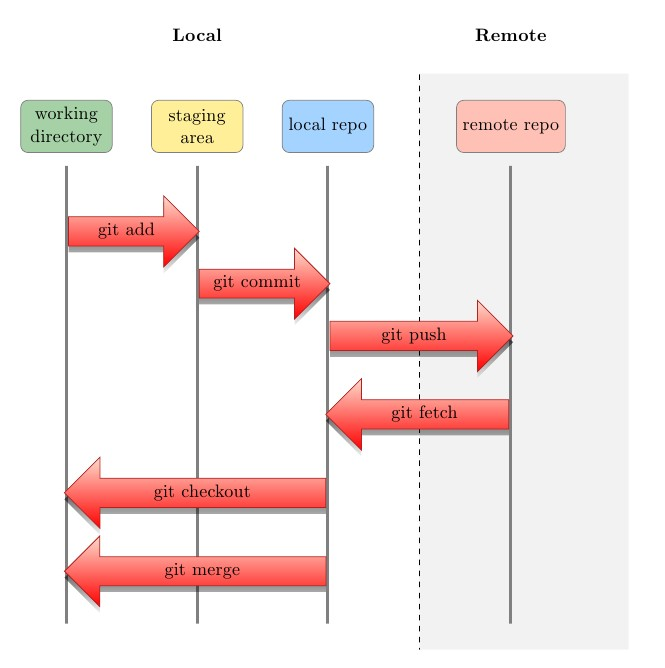 Local
Remote
working
directory
staging
area
local repo
remote repo
git add
git commit
git push
git fetch
git checkout
git merge